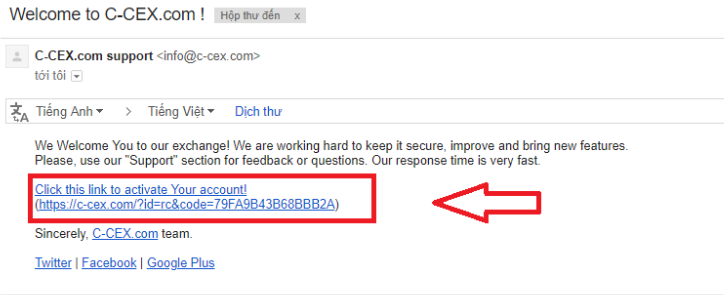 Welcome to C-CEX.com ! Hộp thư đến x
C-CEX.com support <info@c-cex.com>
tới tôi
Tiếng Anh > Tiếng Việt Dịch thư
We Welcome You to our exchange! We are working hard to keep it secure, improve and bring new features.
Please, use our "Support" section for feedback or questions. Our response time is very fast.
Click this link to activate Your account!
(https://c-cex.com/?id=rc&code=79FA9B43B68BBB2A)
Sincerely, C-CEX.com team.
Twitter | Facebook | Google Plus